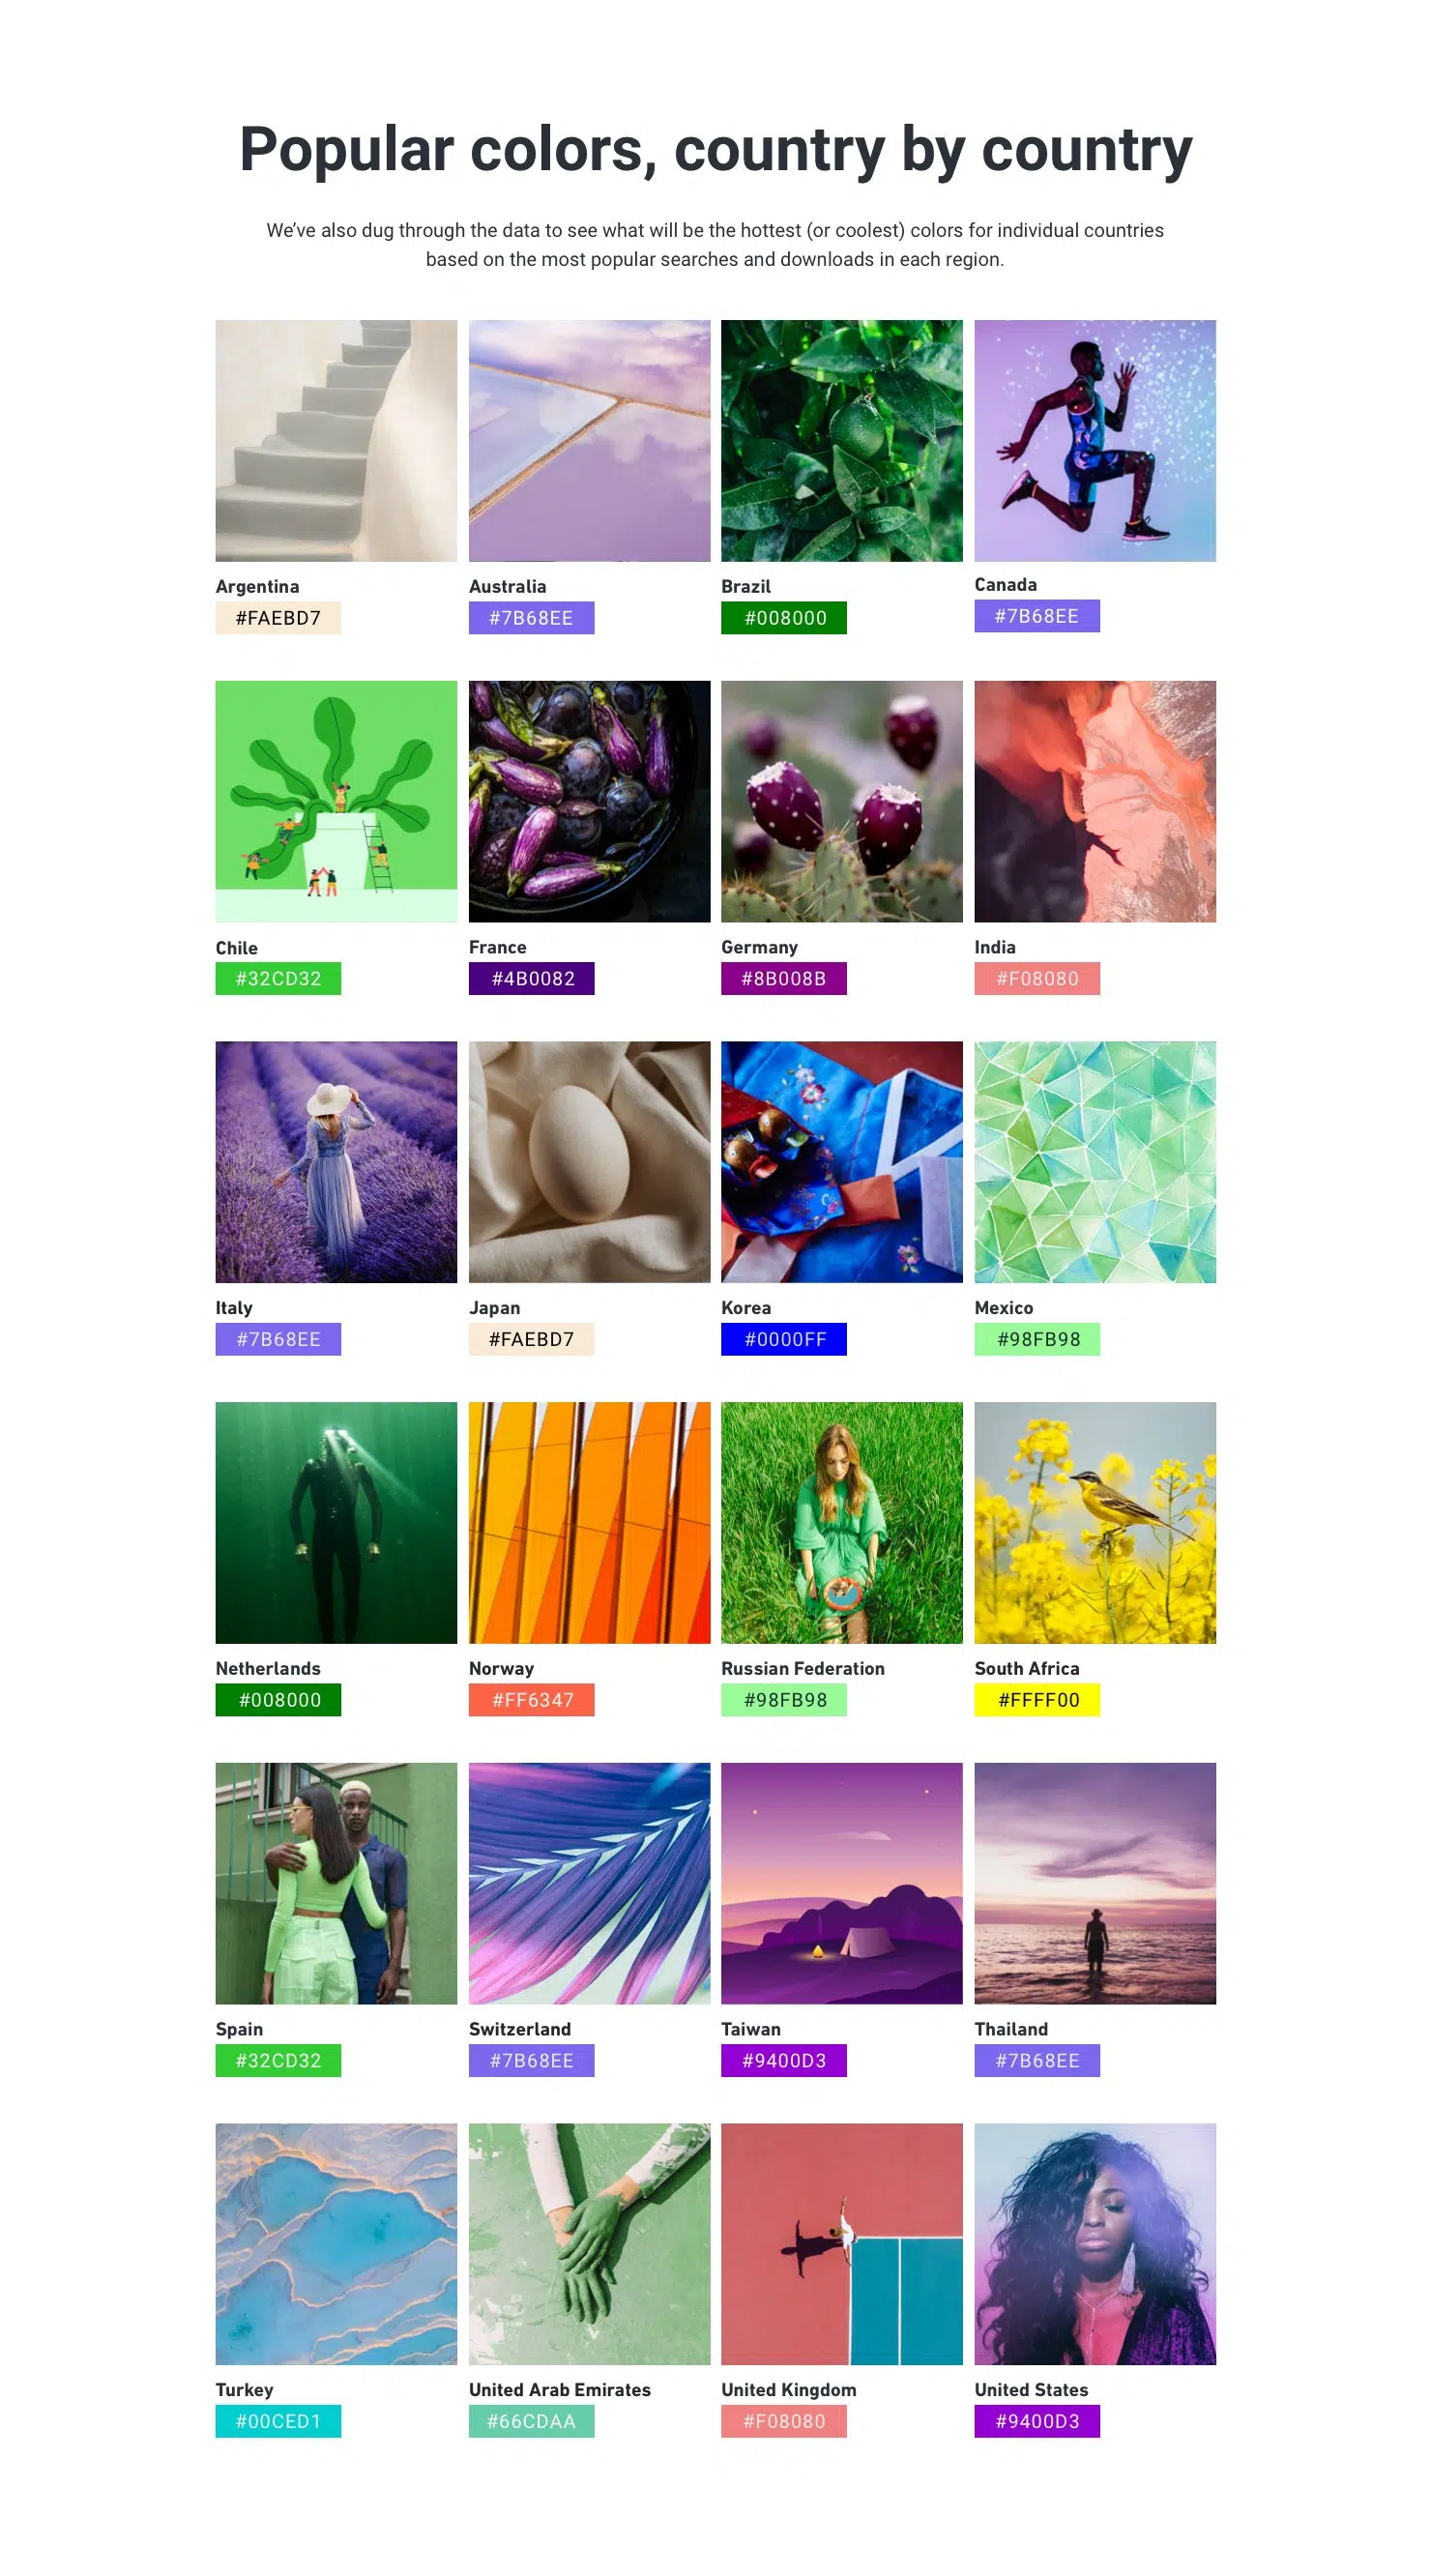 Popular colors, country by country
We’ve also dug through the data to see what will be the hottest (or coolest) colors for individual countries
based on the most popular searches and downloads in each region.
Argentina
#FAEBD7
Australia
#7B68EE
Brazil
#008000
Canada
#7B68EE
Chile
#32CD32
France
#4B0082
Germany
#8B008B
India
#F08080
Italy
#7B68EE
Japan
#FAEBD7
Korea
#0000FF
Mexico
#98FB98
Netherlands
#008000
Norway
#FF6347
Russian Federation
#98FB98
South Africa
#FFFF00
Spain
#32CD32
Switzerland
#7B68EE
Taiwan
#9400D3
Thailand
#7B68EE
Turkey
#00CED1
United Arab Emirates
#66CDAA
United Kingdom
#F08080
United States
#9400D3